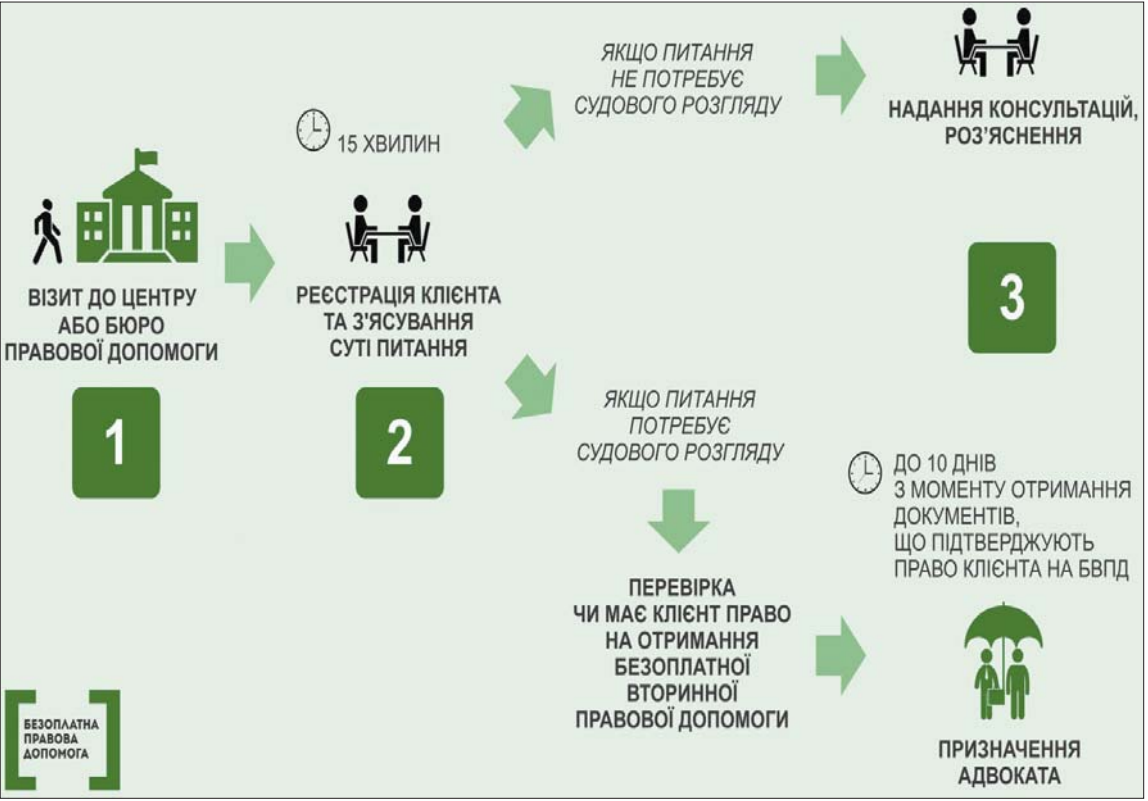 ВІЗИТ ДО ЦЕНТРУ
АБО БЮРО
ПРАВОВОЇ ДОПОМОГИ
1
15 ХВИЛИН
РЕЄСТРАЦІЯ КЛІЄНТА
ТА З'ЯСУВАННЯ
СУТІ ПИТАННЯ
2
ЯКЩО ПИТАННЯ
НЕ ПОТРЕБУЄ
СУДОВОГО РОЗГЛЯДУ
НАДАННЯ КОНСУЛЬТАЦІЙ,
РОЗ’ЯСНЕННЯ
3
ЯКЩО ПИТАННЯ
ПОТРЕБУЄ
СУДОВОГО РОЗГЛЯДУ
ПЕРЕВІРКА
ЧИ МАЄ КЛІЄНТ ПРАВО
НА ОТРИМАННЯ
БЕЗОПЛАТНОЇ
ВТОРИННОЇ
ПРАВОВОЇ ДОПОМОГИ
ДО 10 ДНІВ
З МОМЕНТУ ОТРИМАННЯ
ДОКУМЕНТІВ,
ЩО ПІДТВЕРДЖУЮТЬ
ПРАВО КЛІЄНТА НА БВПД
ПРИЗНАЧЕННЯ
АДВОКАТА
БЕЗОПЛАТНА
ПРАВОВА
ДОПОМОГА